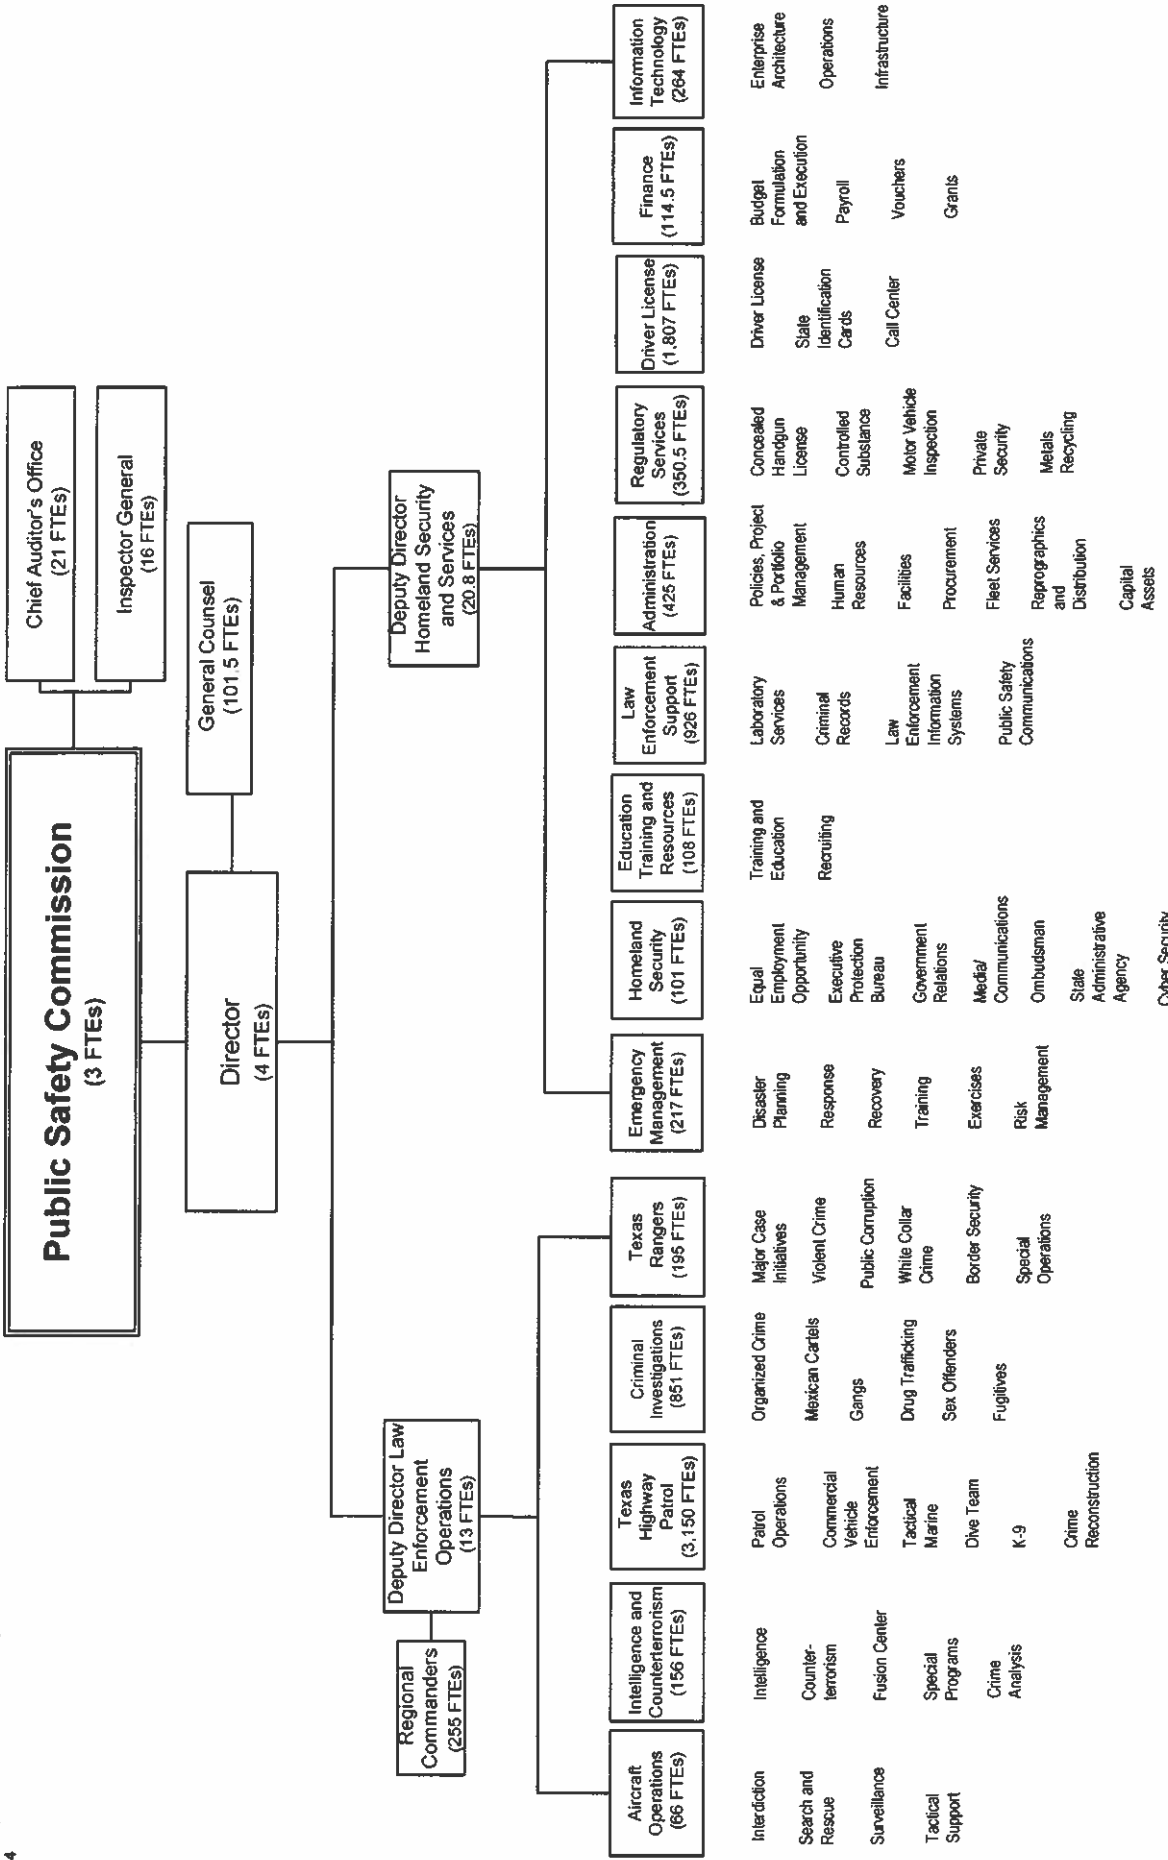 Public Safety Commission
(3 FTEs)
Chief Auditor's Office
(21 FTEs)
Inspector General
(16 FTEs)
Director
(4 FTEs)
General Counsel
(101.5 FTEs)
Regional
Commanders
(255 FTEs)
Deputy Director Law
Enforcement
Operations
(13 FTEs)
Deputy Director
Homeland Security
and Services
(20.8 FTEs)
Aircraft
Operations
(66 FTEs)
Interdiction
Search and
Rescue
Surveillance
Tactical
Support
Intelligence and
Counterterrorism
(156 FTEs)
Intelligence
Counter-
terrorism
Fusion Center
Special
Programs
Crime
Analysis
Texas
Highway
Patrol
(3,150 FTEs)
Patrol
Operations
Commercial
Vehicle
Enforcement
Tactical
Marine
Dive Team
K-9
Crime
Reconstruction
Criminal
Investigations
(851 FTEs)
Organized Crime
Mexican Cartels
Gangs
Drug Trafficking
Sex Offenders
Fugitives
Texas
Rangers
(195 FTEs)
Major Case
Initiatives
Violent Crime
Public Corruption
White Collar
Crime
Border Security
Special
Operations
Emergency
Management
(217 FTEs)
Disaster
Planning
Response
Recovery
Training
Exercises
Risk
Management
Homeland
Security
(101 FTEs)
Equal
Employment
Opportunity
Executive
Protection
Bureau
Government
Relations
Media/
Communications
Ombudsman
State
Administrative
Agency
Cyber Security
Education
Training and
Resources
(108 FTEs)
Training and
Education
Recruiting
Law
Enforcement
Support
(926 FTEs)
Laboratory
Services
Criminal
Records
Law
Enforcement
Information
Systems
Public Safety
Communications
Administration
(425 FTEs)
Policies, Project
& Portfolio
Management
Human
Resources
Facilities
Procurement
Fleet Services
Reprographics
and
Distribution
Capital
Assets
Regulatory
Services
(350.5 FTEs)
Concealed
Handgun
License
Controlled
Substance
Motor Vehicle
Inspection
Private
Security
Metals
Recycling
Driver License
(1,807 FTEs)
Driver License
State
Identification
Cards
Call Center
Finance
(114.5 FTEs)
Budget
Formulation
and Execution
Payroll
Vouchers
Grants
Information
Technology
(264 FTEs)
Enterprise
Architecture
Operations
Infrastructure
4